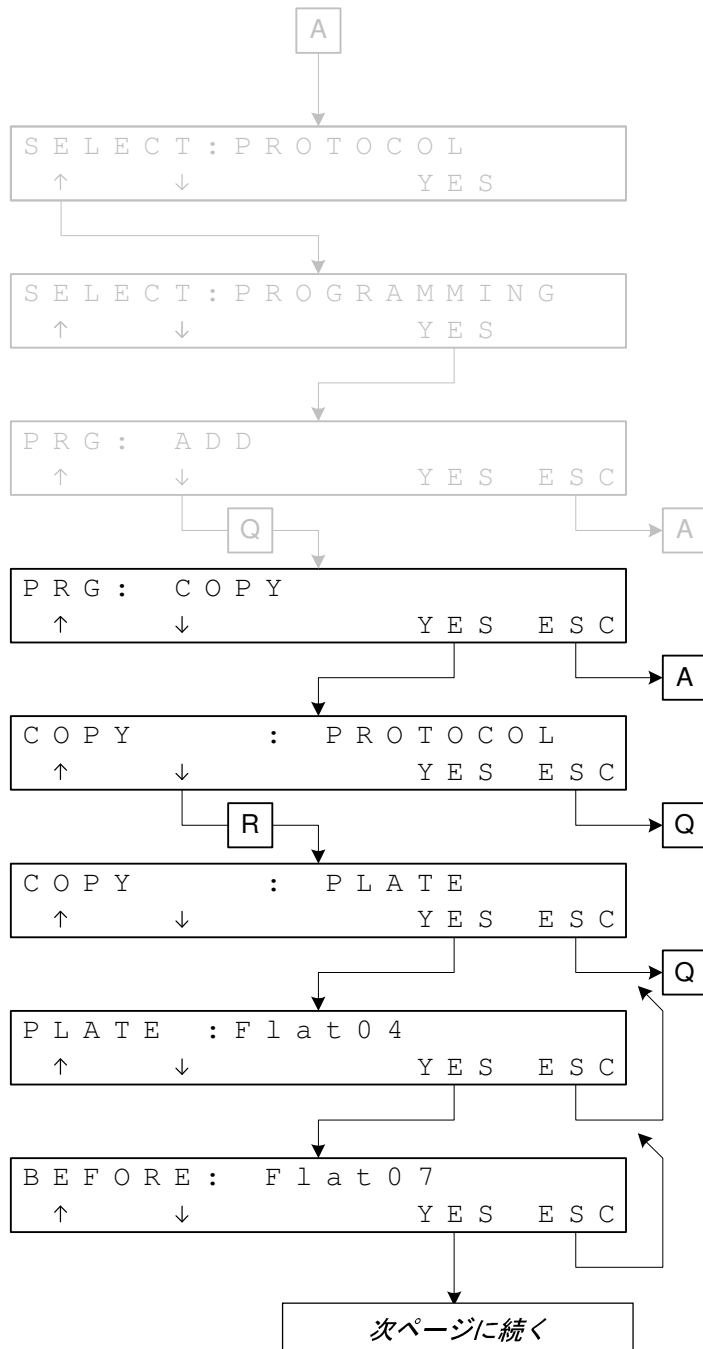 A
SELECT:PROTOCOL
↑ ↓ YES
SELECT:PROGRAMMING
↑ ↓ YES
PRG: ADD
↑ ↓ YES ESC
Q
A
PRG: COPY
↑ ↓ YES ESC
A
COPY : PROTOCOL
↑ ↓ YES ESC
R
Q
COPY : PLATE
↑ ↓ YES ESC
Q
PLATE :Flat04
↑ ↓ YES ESC
BEFORE: Flat07
↑ ↓ YES ESC
次ページに続く